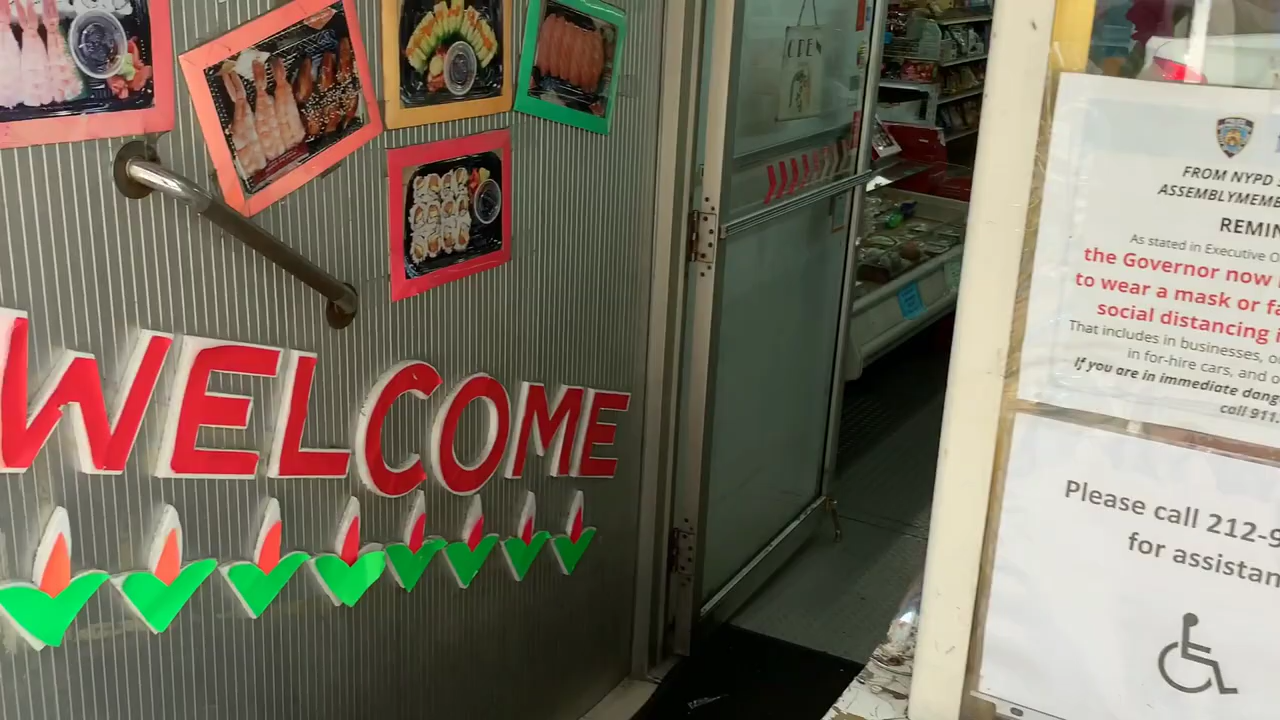 WELCOME
OPEN
FROM NYPD
ASSEMBLYMEMB
REMIN
As stated in Executive O
the Governor now
to wear a mask or fa
social distancing i
That includes in businesses, o
in for-hire cars, and o
If you are in immediate dang
call 911.
Please call 212-9
for assistan